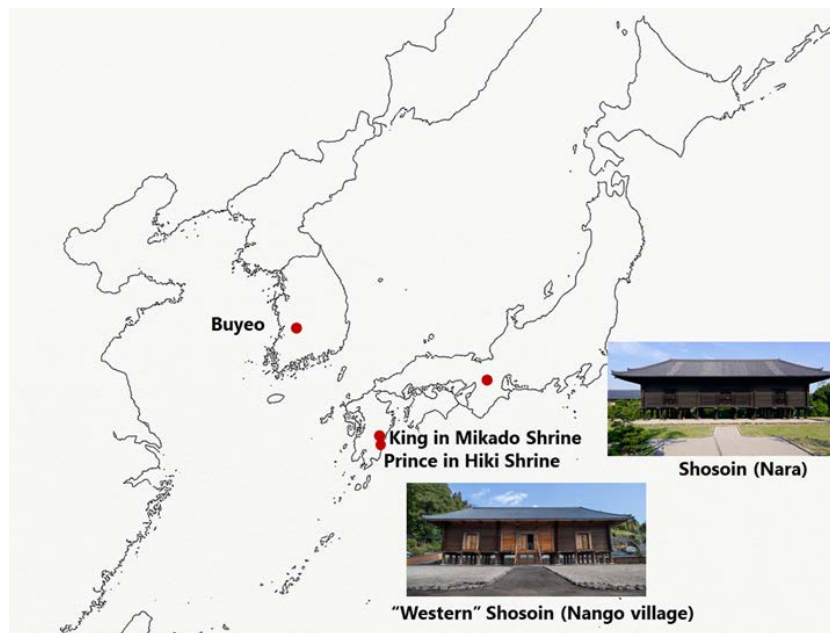 Buyeo
King in Mikado Shrine
Prince in Hiki Shrine
Shosoin (Nara)
“Western” Shosoin (Nango village)